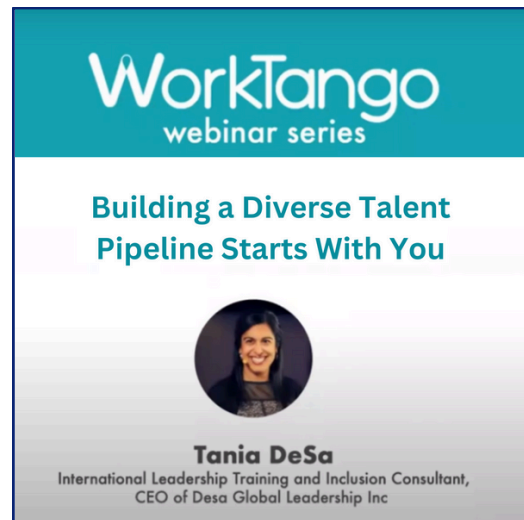 WorkTango
webinar series
Building a Diverse Talent
Pipeline Starts With You
Tania DeSa
International Leadership Training and Inclusion Consultant,
CEO of Desa Global Leadership Inc